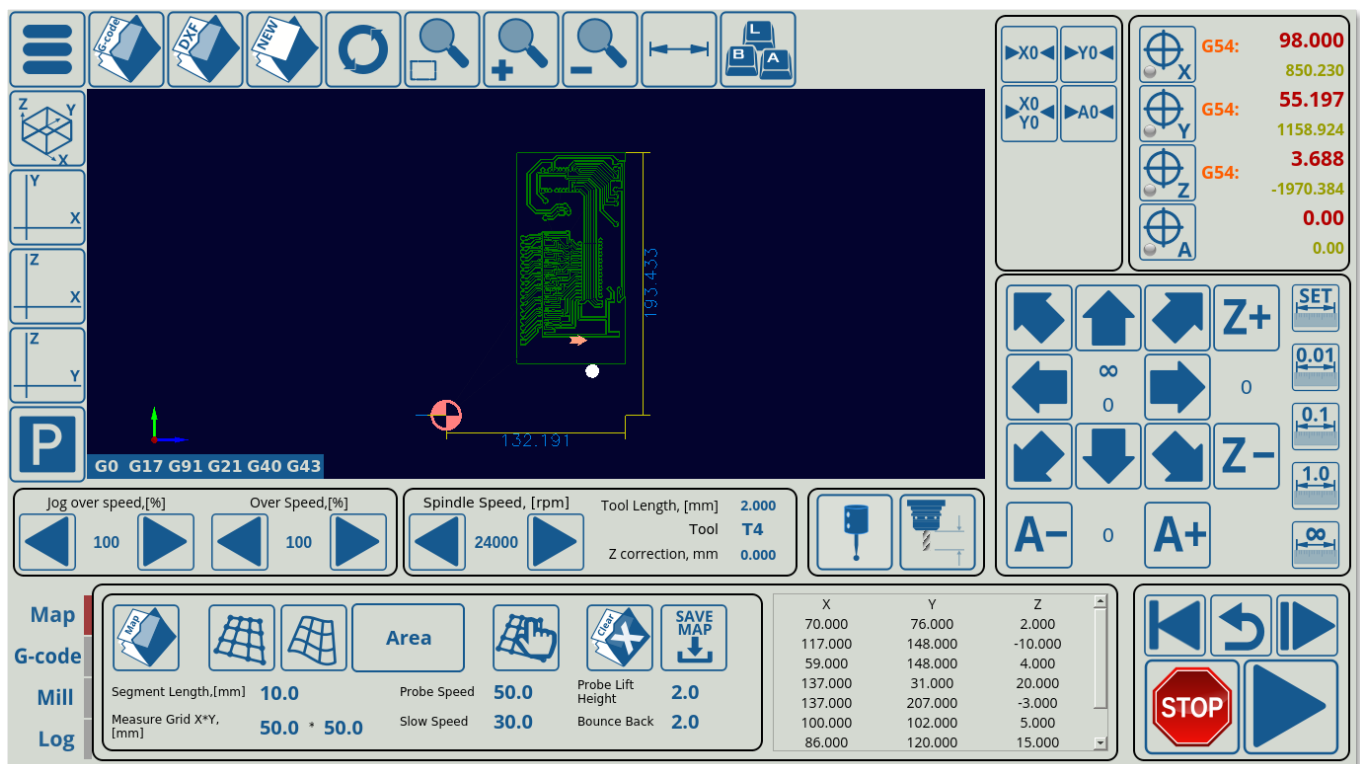 G-code
DXF
NEW
L
B A
X0 Y0
X0
Y0 A0
G54: 98.000
X 850.230
G54: 55.197
Y 1158.924
G54: 3.688
Z -1970.384
0.00
A 0.00
Z Y
X
Y
X
Z
X
Z
Y
P
193.433
132.191
G0 G17 G91 G21 G40 G43
Z+
SET
0.01
∞
0
0
0.1
Z-
1.0
A- 0 A+
∞
Jog over speed,[%] Over Speed,[%]
100 100
Spindle Speed, [rpm]
24000
Tool Length, [mm] 2.000
Tool T4
Z correction, mm 0.000
Map
G-code
Mill
Log
Map
Area
Clear
X
SAVE
MAP
Segment Length,[mm] 10.0
Measure Grid X*Y,
[mm] 50.0 * 50.0
Probe Speed 50.0
Slow Speed 30.0
Probe Lift
Height 2.0
Bounce Back 2.0
X Y Z
70.000 76.000 2.000
117.000 148.000 -10.000
59.000 148.000 4.000
137.000 31.000 20.000
137.000 207.000 -3.000
100.000 102.000 5.000
86.000 120.000 15.000
STOP